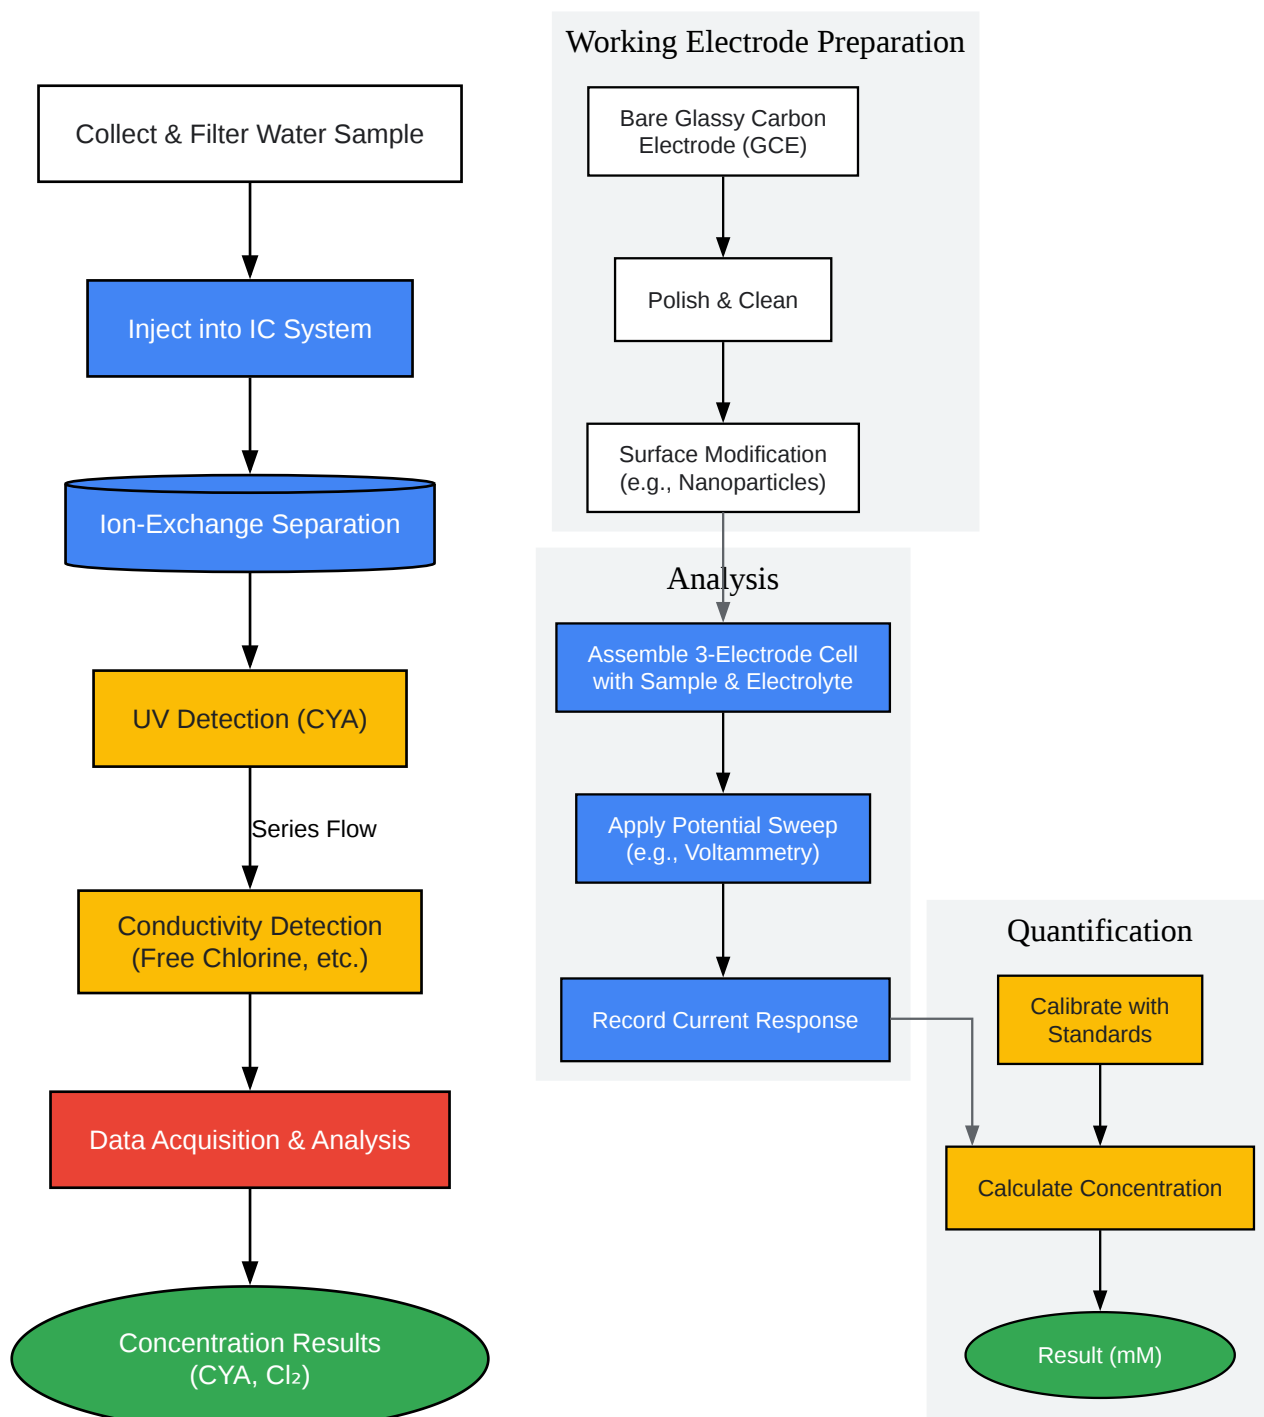 Collect & Filter Water Sample
Inject into IC System
Ion-Exchange Separation
UV Detection (CYA)
Series Flow
Conductivity Detection
(Free Chlorine, etc.)
Data Acquisition & Analysis
Concentration Results
(CYA, Cl₂)
Working Electrode Preparation
Bare Glassy Carbon
Electrode (GCE)
Polish & Clean
Surface Modification
(e.g., Nanoparticles)
Analysis
Assemble 3-Electrode Cell
with Sample & Electrolyte
Apply Potential Sweep
(e.g., Voltammetry)
Record Current Response
Quantification
Calibrate with
Standards
Calculate Concentration
Result (mM)